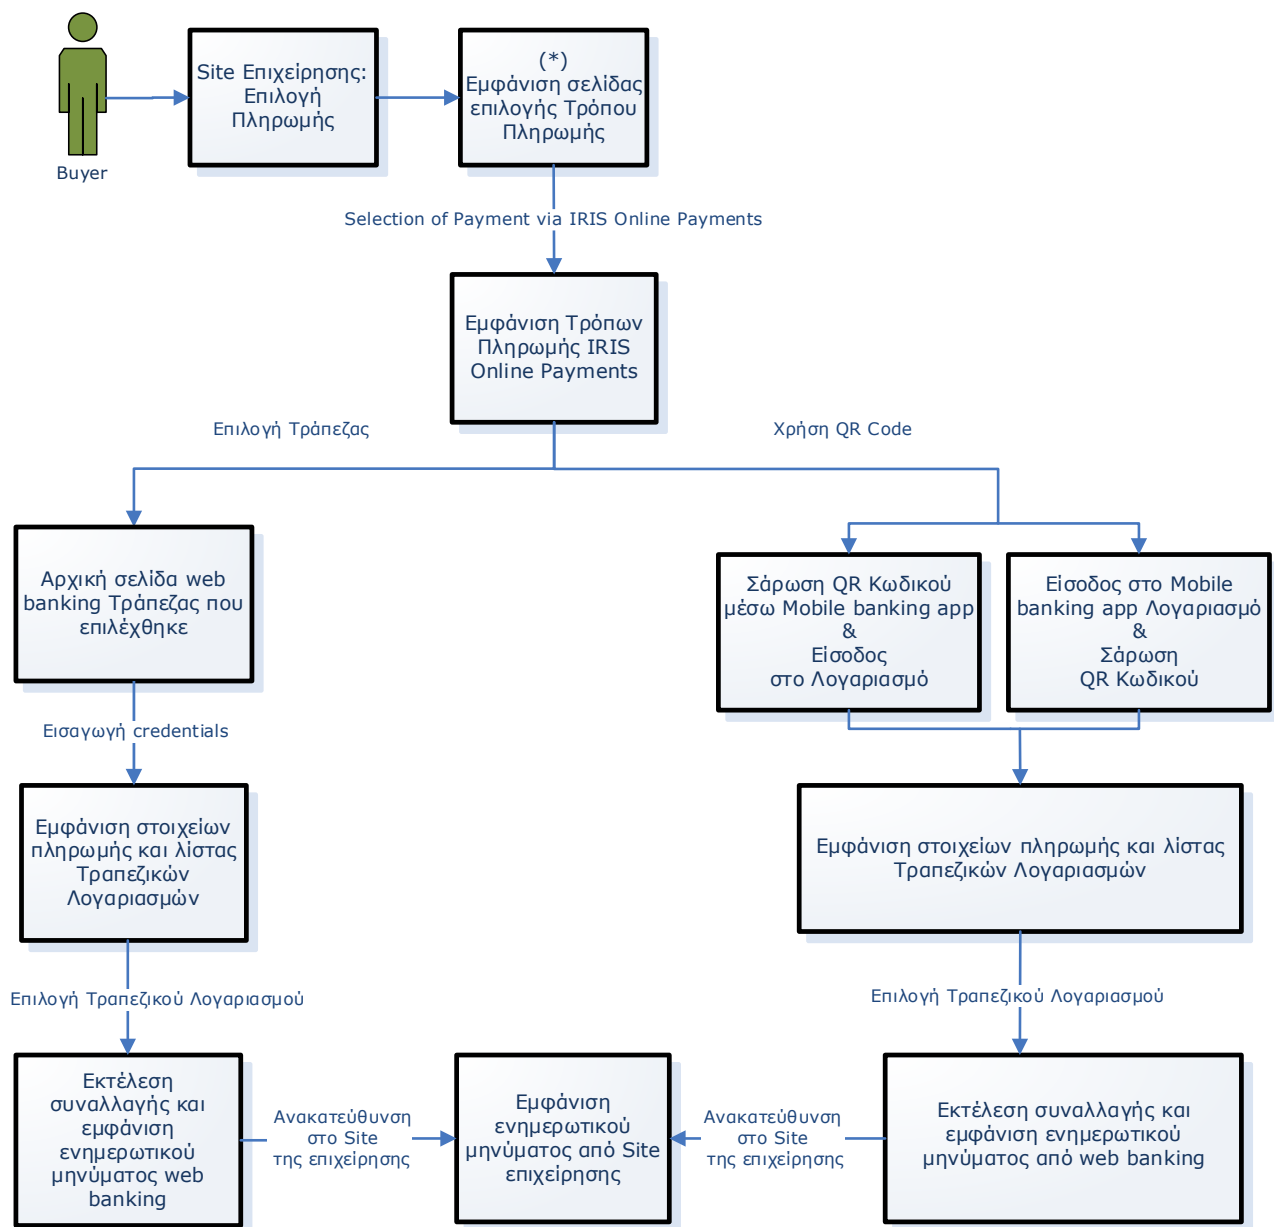 Buyer
Site Επιχείρησης:
Επιλογή
Πληρωμής
(*)
Εμφάνιση σελίδας
επιλογής Τρόπου
Πληρωμής
Selection of Payment via IRIS Online Payments
Εμφάνιση Τρόπων
Πληρωμής IRIS
Online Payments
Επιλογή Τράπεζας
Χρήση QR Code
Αρχική σελίδα web
banking Τράπεζας που
επιλέχθηκε
Σάρωση QR Κωδικού
μέσω Mobile banking app
&
Είσοδος
στο Λογαριασμό
Είσοδος στο Mobile
banking app Λογαριασμό
&
Σάρωση
QR Κωδικού
Εισαγωγή credentials
Εμφάνιση στοιχείων
πληρωμής και λίστας
Τραπεζικών
Λογαριασμών
Εμφάνιση στοιχείων πληρωμής και λίστας
Τραπεζικών Λογαριασμών
Επιλογή Τραπεζικού Λογαριασμού
Επιλογή Τραπεζικού Λογαριασμού
Εκτέλεση
συναλλαγής και
εμφάνιση
ενημερωτικού
μηνύματος web
banking
Ανακατεύθυνση
στο Site
της επιχείρησης
Εμφάνιση
ενημερωτικού
μηνύματος από Site
επιχείρησης
Ανακατεύθυνση
στο Site
της επιχείρησης
Εκτέλεση συναλλαγής και
εμφάνιση ενημερωτικού
μηνύματος από web banking